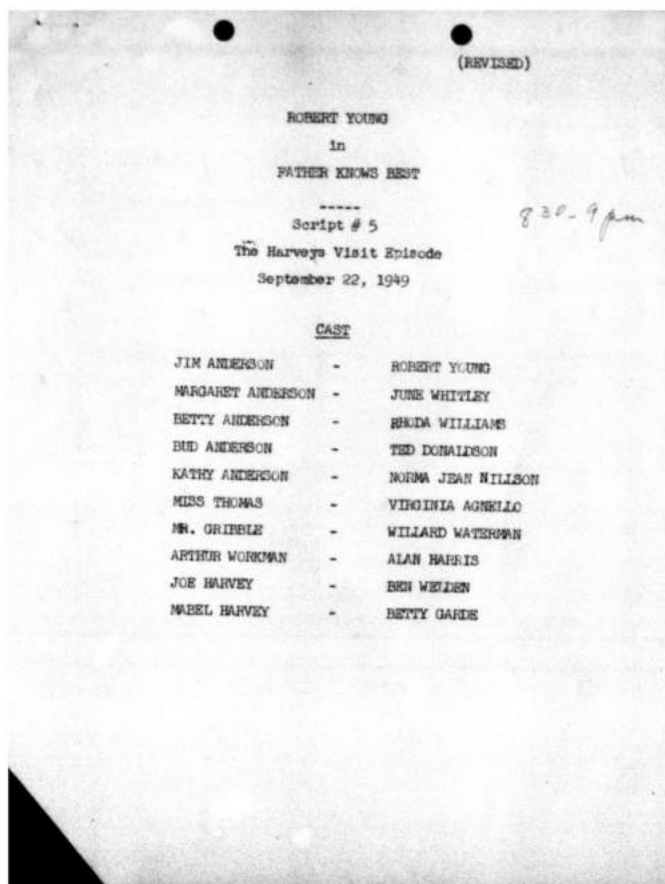 (REVISED)
ROBERT YOUNG
in
FATHER KNOWS BEST
-----
Script # 5
The Harveys Visit Episode
8 30 - 9 pm
September 22, 1949
CAST
JIM ANDERSON - ROBERT YOUNG
MARGARET ANDERSON - JUNE WHITLEY
BETTY ANDERSON - RHODA WILLIAMS
BUD ANDERSON - TED DONALDSON
KATHY ANDERSON - NORMA JEAN NILLSON
MISS THOMAS - VIRGINIA AGNELLO
MR. GRIBBLE - WILLARD WATERMAN
ARTHUR WORKMAN - ALAN HARRIS
JOE HARVEY - BEN WELDEN
MABEL HARVEY - BETTY GARDE